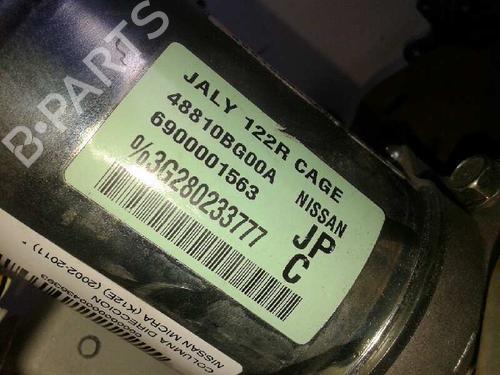 B-PARTS
JALY 122R CAGE
48810BG00A NISSAN
6900001563 JP
%3G280233777 C
COLUMNA DIRECCION
NISSAN MICRA (K12E) (2002-2011) *